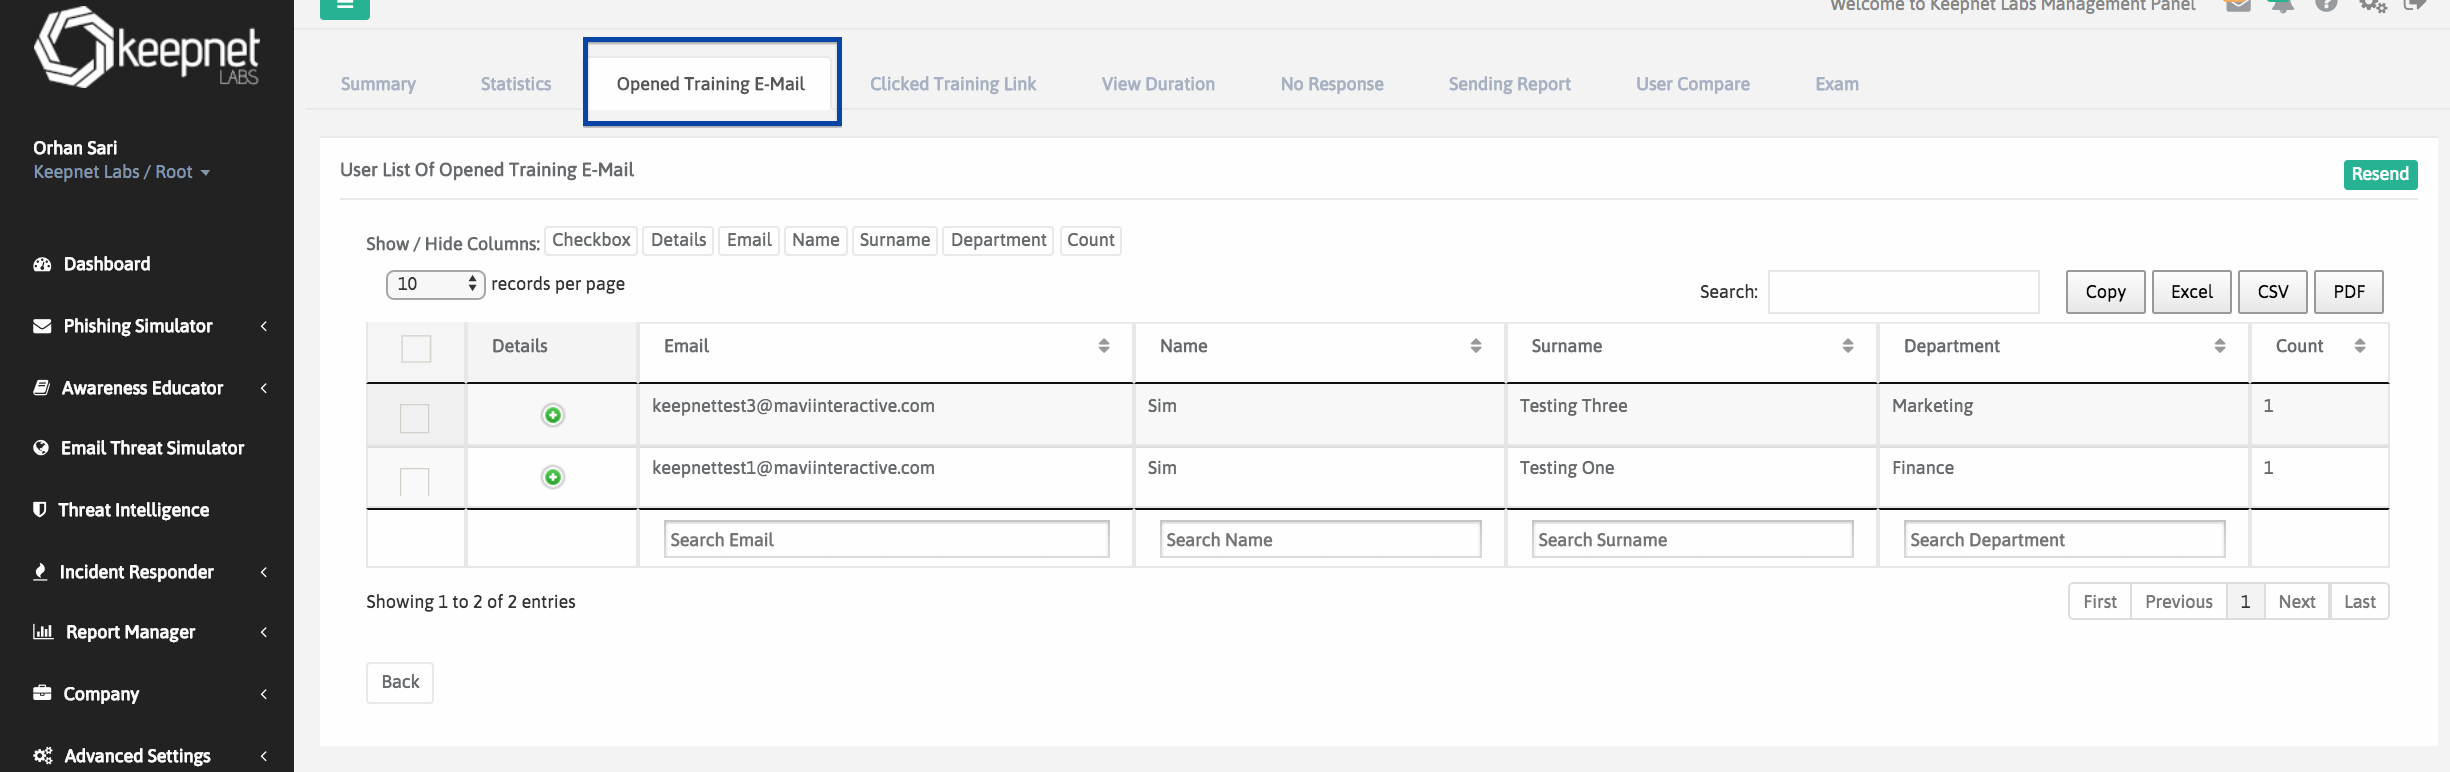 Welcome to Keepnet Labs Management Panel
keepnet
LABS
Orhan Sari
Keepnet Labs / Root
Dashboard
Phishing Simulator
Awareness Educator
Email Threat Simulator
Threat Intelligence
Incident Responder
Report Manager
Company
Advanced Settings
Summary Statistics Opened Training E-Mail Clicked Training Link View Duration No Response Sending Report User Compare Exam
User List Of Opened Training E-Mail
Resend
Show / Hide Columns: Checkbox Details Email Name Surname Department Count
10 records per page
Search: Copy Excel CSV PDF
Details Email Name Surname Department Count
keepnettest3@maviinteractive.com Sim Testing Three Marketing 1
keepnettest1@maviinteractive.com Sim Testing One Finance 1
Search Email Search Name Search Surname Search Department
Showing 1 to 2 of 2 entries
First Previous 1 Next Last
Back